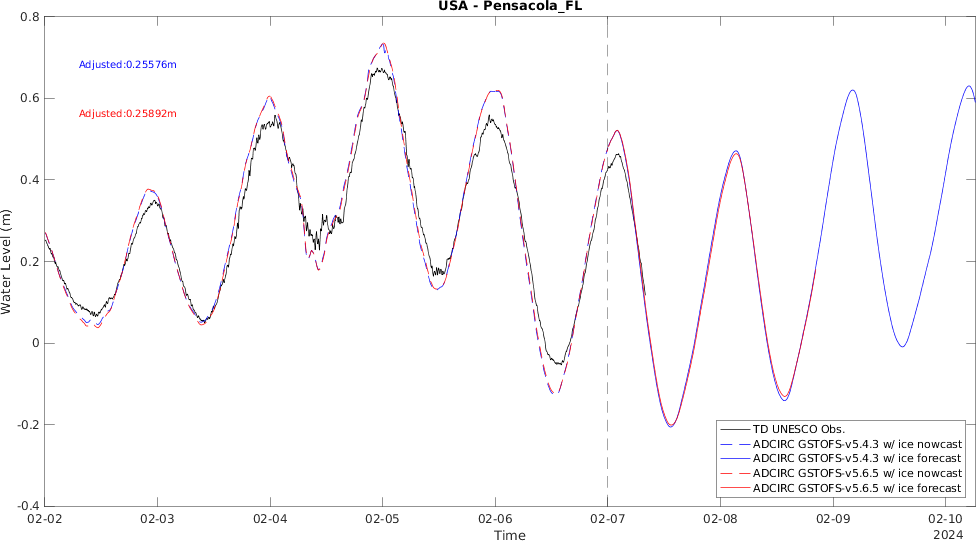 USA - Pensacola_FL
0.8
0.6
0.4
0.2
0
-0.2
-0.4
Water Level (m)
Adjusted:0.25576m
Adjusted:0.25892m
TD UNESCO Obs.
ADCIRC GSTOFS-v5.4.3 w/ ice nowcast
ADCIRC GSTOFS-v5.4.3 w/ ice forecast
ADCIRC GSTOFS-v5.6.5 w/ ice nowcast
ADCIRC GSTOFS-v5.6.5 w/ ice forecast
02-02 02-03 02-04 02-05 02-06 02-07 02-08 02-09 02-10
Time 2024